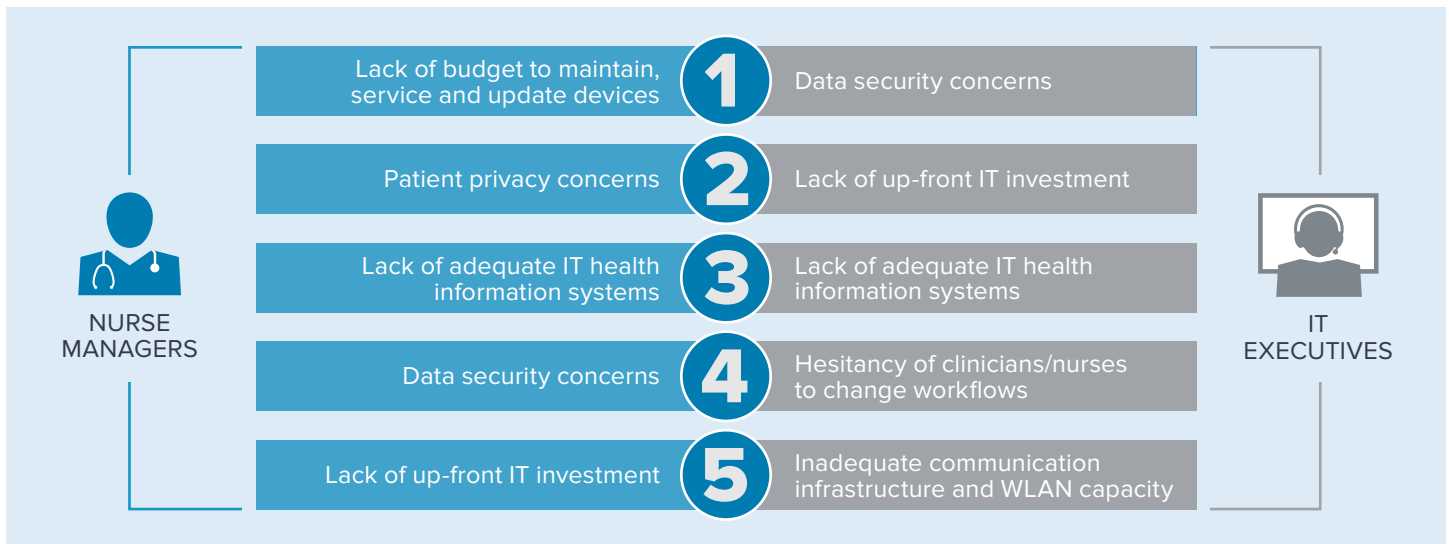 Lack of budget to maintain,
service and update devices
1
Data security concerns
Patient privacy concerns
2
Lack of up-front IT investment
Lack of adequate IT health
information systems
3
Lack of adequate IT health
information systems
Data security concerns
4
Hesitancy of clinicians/nurses
to change workflows
Lack of up-front IT investment
5
Inadequate communication
infrastructure and WLAN capacity
NURSE
MANAGERS
IT
EXECUTIVES